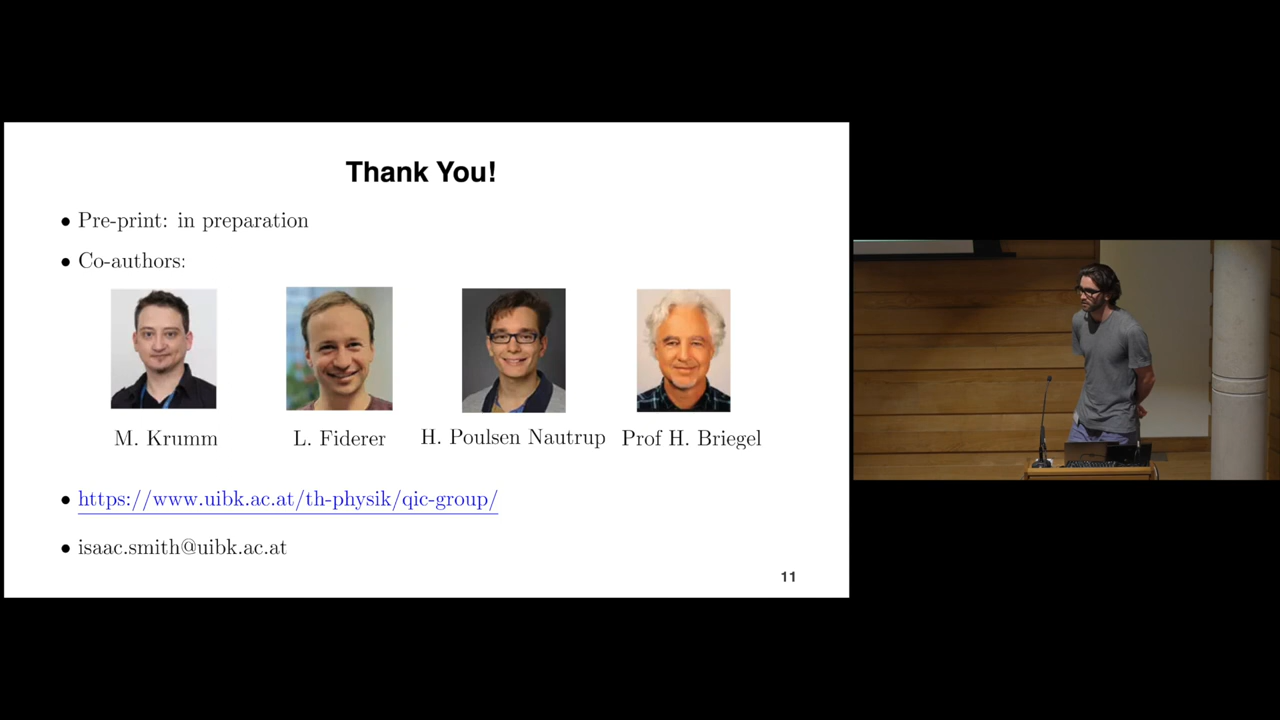 Thank You!
• Pre-print: in preparation
• Co-authors:
M. Krumm
L. Fiderer
H. Poulsen Nautrup
Prof H. Briegel
• https://www.uibk.ac.at/th-physik/qic-group/
• isaac.smith@uibk.ac.at
11